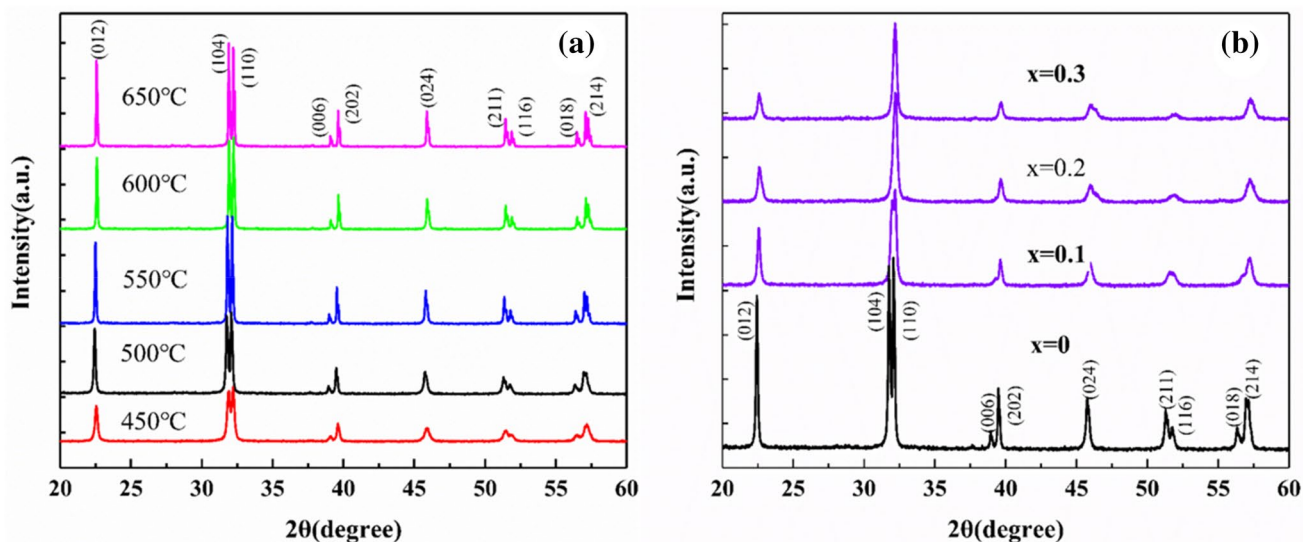 (a)
(012)
(104)
(110)
(006)
(202)
(024)
(211)
(116)
(018)
(214)
650°C
600°C
550°C
500°C
450°C
Intensity(a.u.)
20 25 30 35 40 45 50 55 60
2θ(degree)
(b)
x=0.3
x=0.2
x=0.1
x=0
(012)
(104)
(110)
(006)
(202)
(024)
(211)
(116)
(018)
(214)
Intensity(a.u.)
20 25 30 35 40 45 50 55 60
2θ(degree)